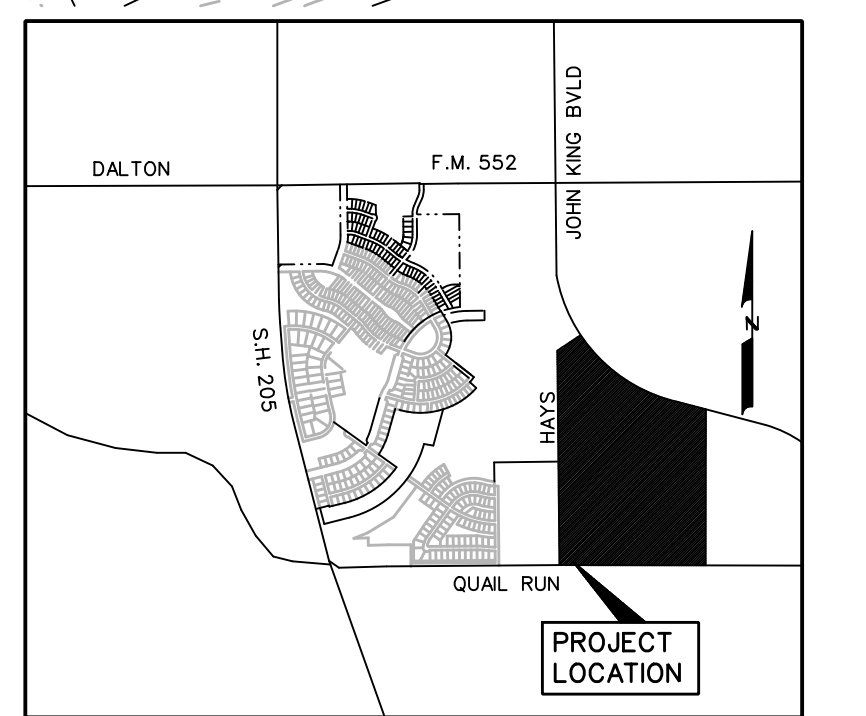 DALTON
F.M. 552
JOHN KING BVLD
S.H. 205
HAYS
N
QUAIL RUN
PROJECT
LOCATION